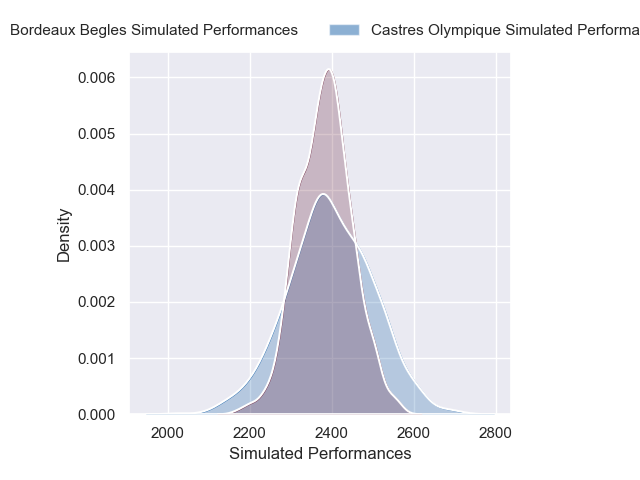 Bordeaux Begles Simulated Performances Castres Olympique Simulated Performa
0.006
0.005
0.004
0.003
0.002
0.001
0.000
Density
2000 2200 2400 2600 2800
Simulated Performances